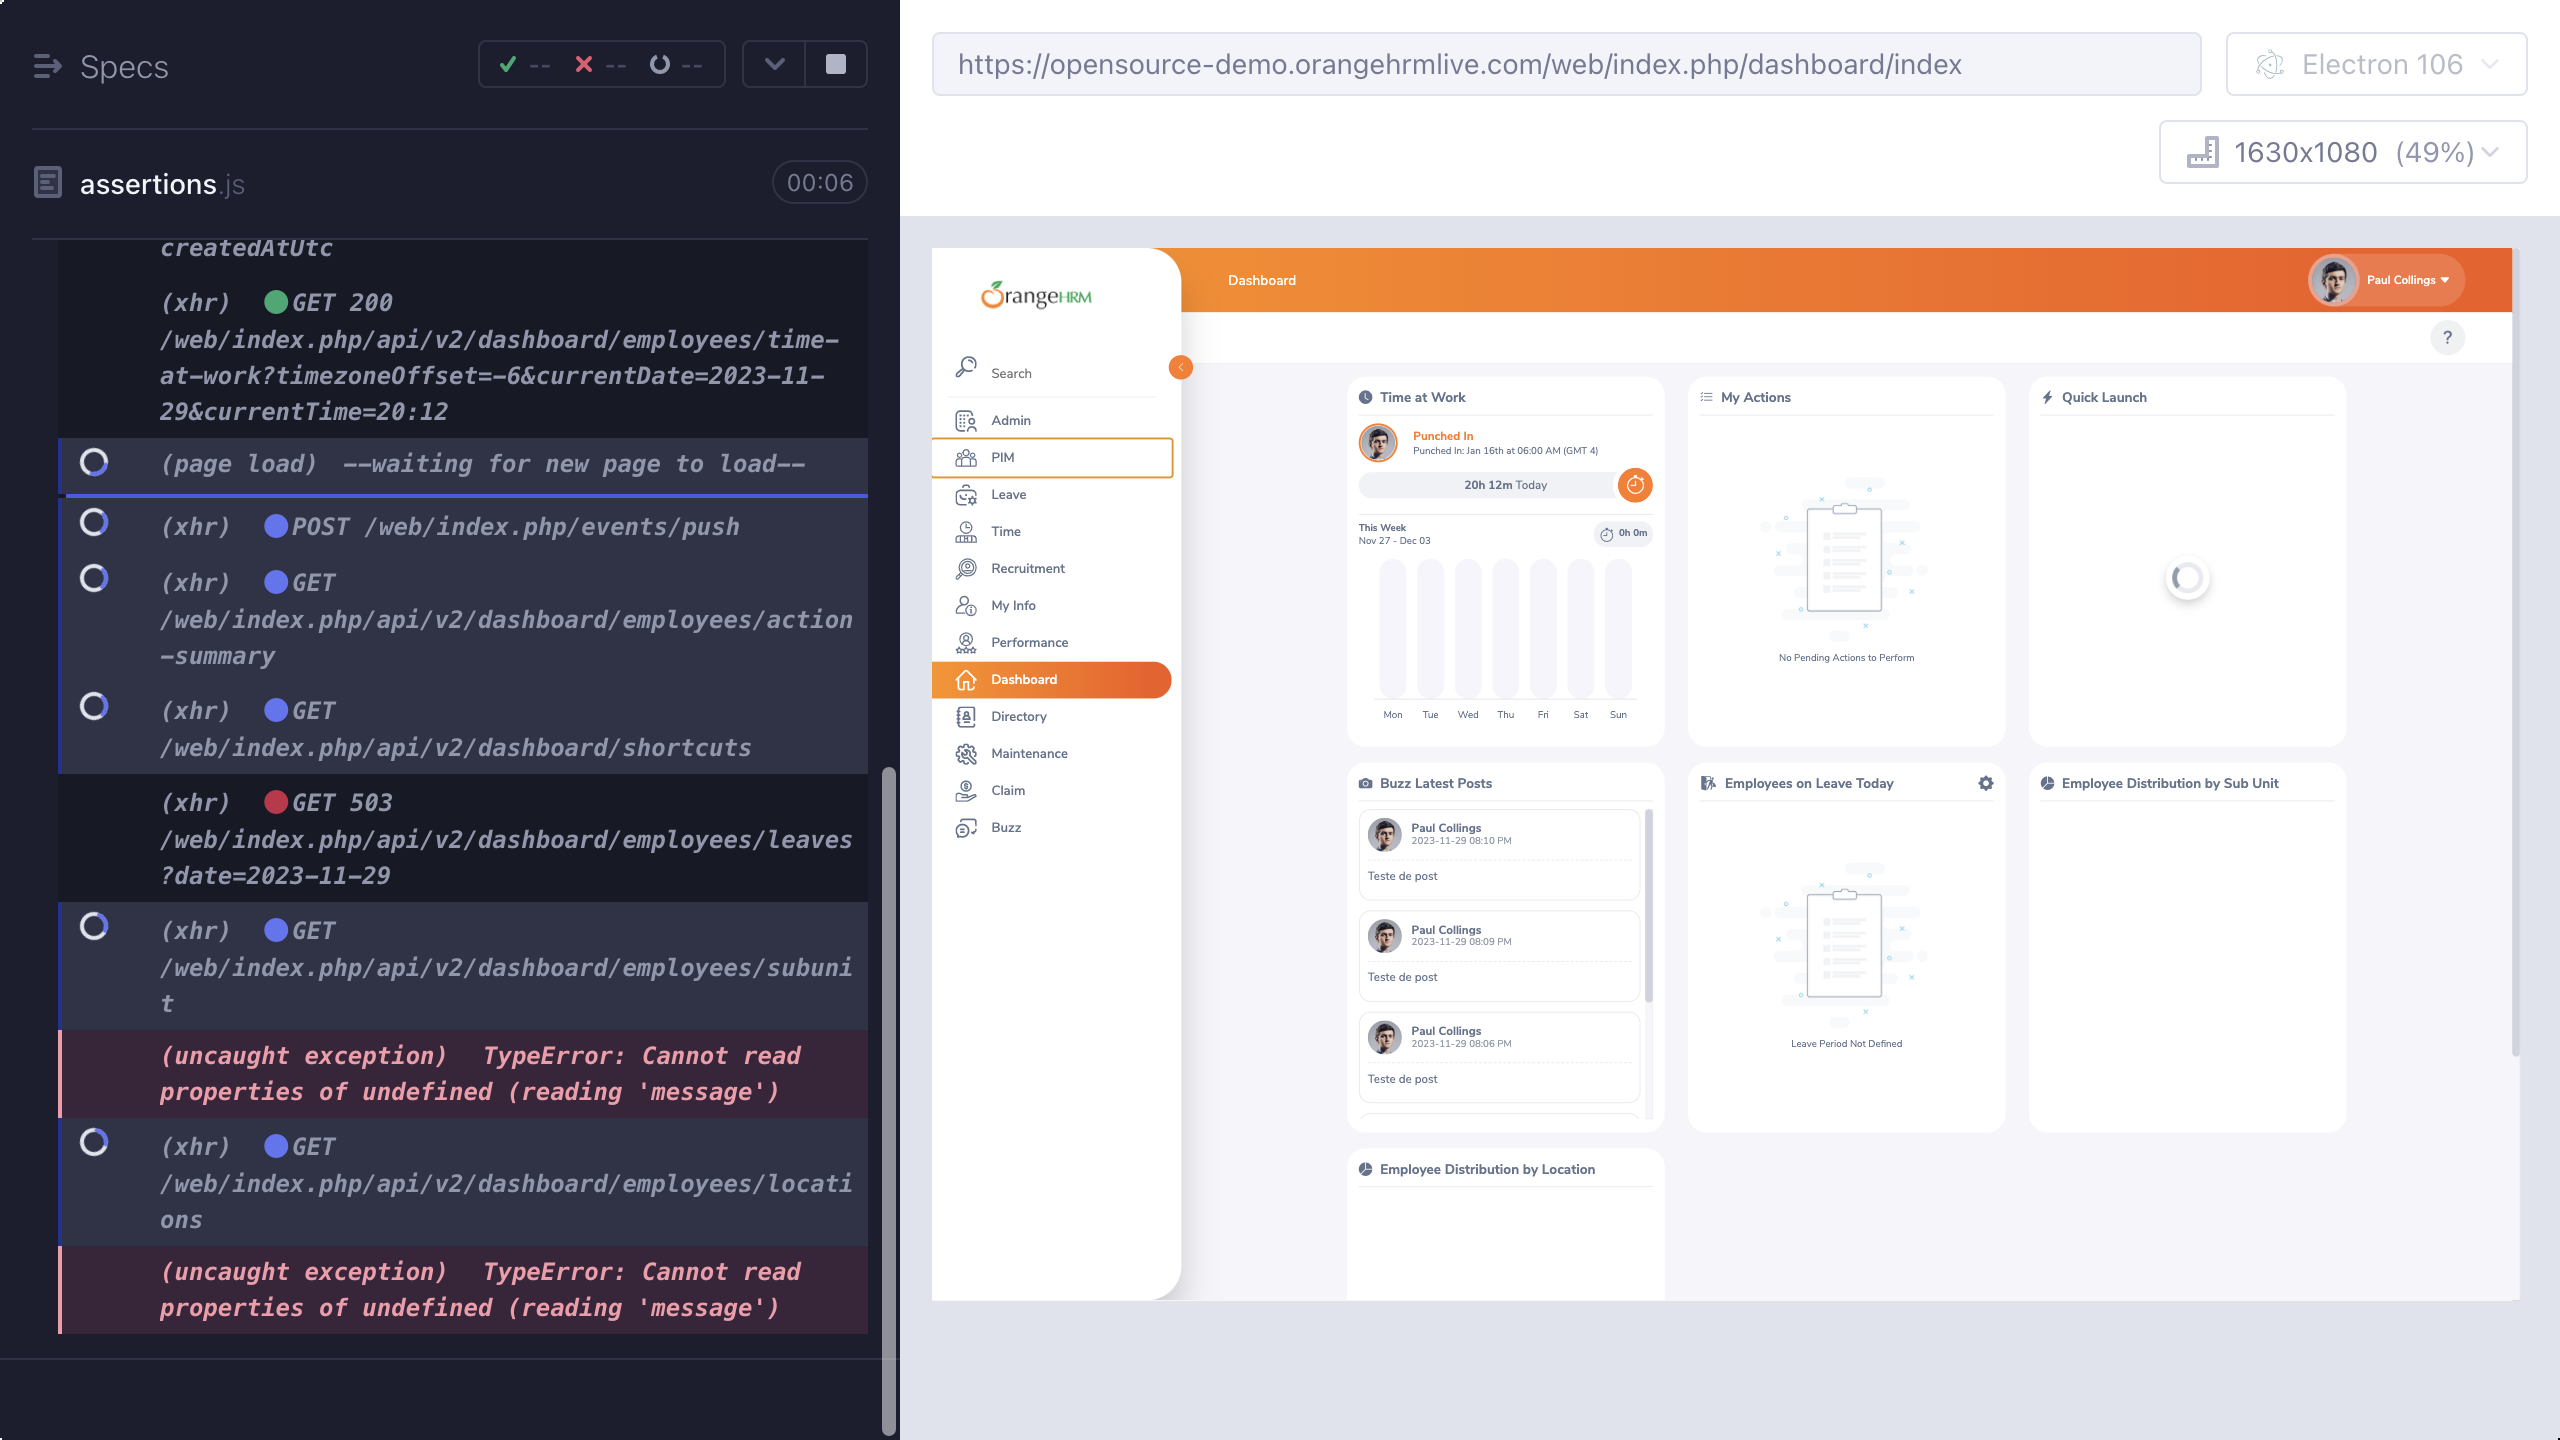 Specs
-- -- --
assertions.js
00:06
createdAtUtc
(xhr) GET 200
/web/index.php/api/v2/dashboard/employees/time-
at-work?timezoneOffset=-6&currentDate=2023-11-
29&currentTime=20:12
(page load) --waiting for new page to load--
(xhr) POST /web/index.php/events/push
(xhr) GET
/web/index.php/api/v2/dashboard/employees/action
-summary
(xhr) GET
/web/index.php/api/v2/dashboard/shortcuts
(xhr) GET 503
/web/index.php/api/v2/dashboard/employees/leaves
?date=2023-11-29
(xhr) GET
/web/index.php/api/v2/dashboard/employees/subuni
t
(uncaught exception) TypeError: Cannot read
properties of undefined (reading 'message')
(xhr) GET
/web/index.php/api/v2/dashboard/employees/locati
ons
(uncaught exception) TypeError: Cannot read
properties of undefined (reading 'message')
https://opensource-demo.orangehrmlive.com/web/index.php/dashboard/index
Electron 106
1630x1080 (49%)
OrangeHRM
Search
Admin
PIM
Leave
Time
Recruitment
My Info
Performance
Dashboard
Directory
Maintenance
Claim
Buzz
Dashboard
Paul Collings
?
Time at Work
Punched In
Punched In: Jan 16th at 06:00 AM (GMT 4)
20h 12m Today
This Week
Nov 27 - Dec 03
0h 0m
Mon Tue Wed Thu Fri Sat Sun
My Actions
No Pending Actions to Perform
Quick Launch
Buzz Latest Posts
Paul Collings
2023-11-29 08:10 PM
Teste de post
Paul Collings
2023-11-29 08:09 PM
Teste de post
Paul Collings
2023-11-29 08:06 PM
Teste de post
Employees on Leave Today
Leave Period Not Defined
Employee Distribution by Sub Unit
Employee Distribution by Location